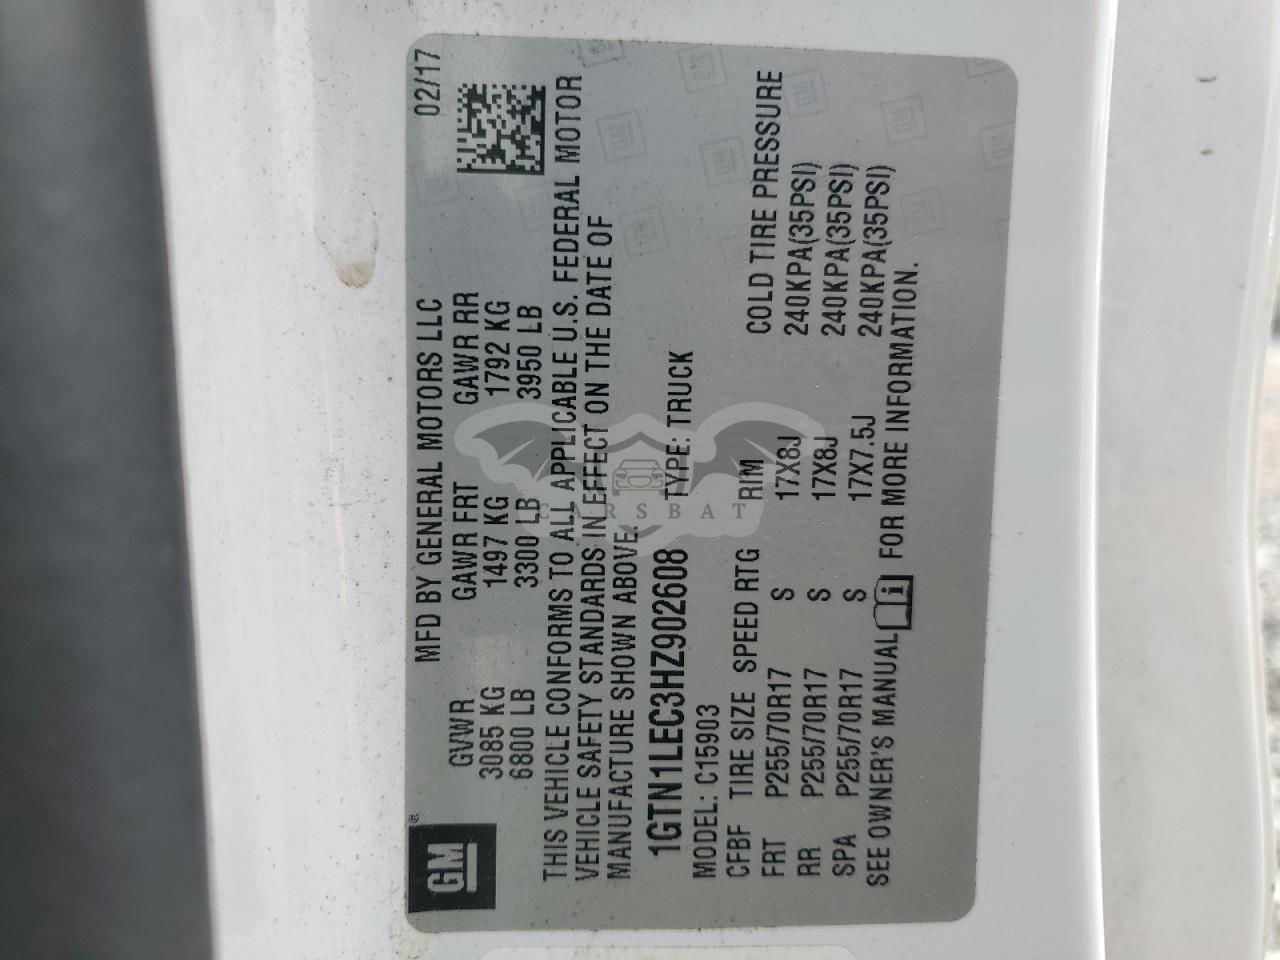 GM
MFD BY GENERAL MOTORS LLC 02/17
GVWR GAWR FRT GAWR RR
3085 KG 1497 KG 1792 KG
6800 LB 3300 LB 3950 LB
THIS VEHICLE CONFORMS TO ALL APPLICABLE U.S. FEDERAL MOTOR
VEHICLE SAFETY STANDARDS IN EFFECT ON THE DATE OF
MANUFACTURE SHOWN ABOVE.
1GTN1LEC3HZ902608 TYPE: TRUCK
MODEL: C15903
CFBF TIRE SIZE SPEED RTG RIM COLD TIRE PRESSURE
FRT P255/70R17 S 17X8J 240KPA(35PSI)
RR P255/70R17 S 17X8J 240KPA(35PSI)
SPA P255/70R17 S 17X7.5J 240KPA(35PSI)
SEE OWNER'S MANUAL FOR MORE INFORMATION.
CARSBAT